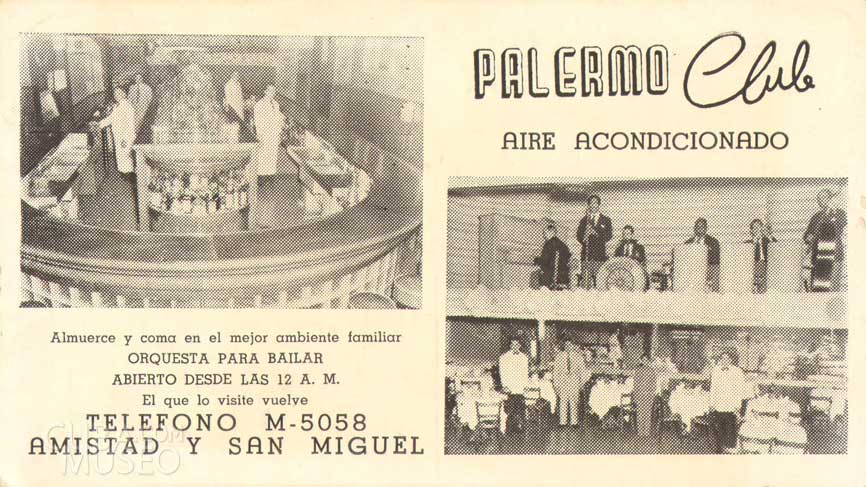 PALERMO Club
AIRE ACONDICIONADO
Almuerce y coma en el mejor ambiente familiar
ORQUESTA PARA BAILAR
ABIERTO DESDE LAS 12 A. M.
El que lo visite vuelve
TELEFONO M-5058
AMISTAD Y SAN MIGUEL
MUSEO